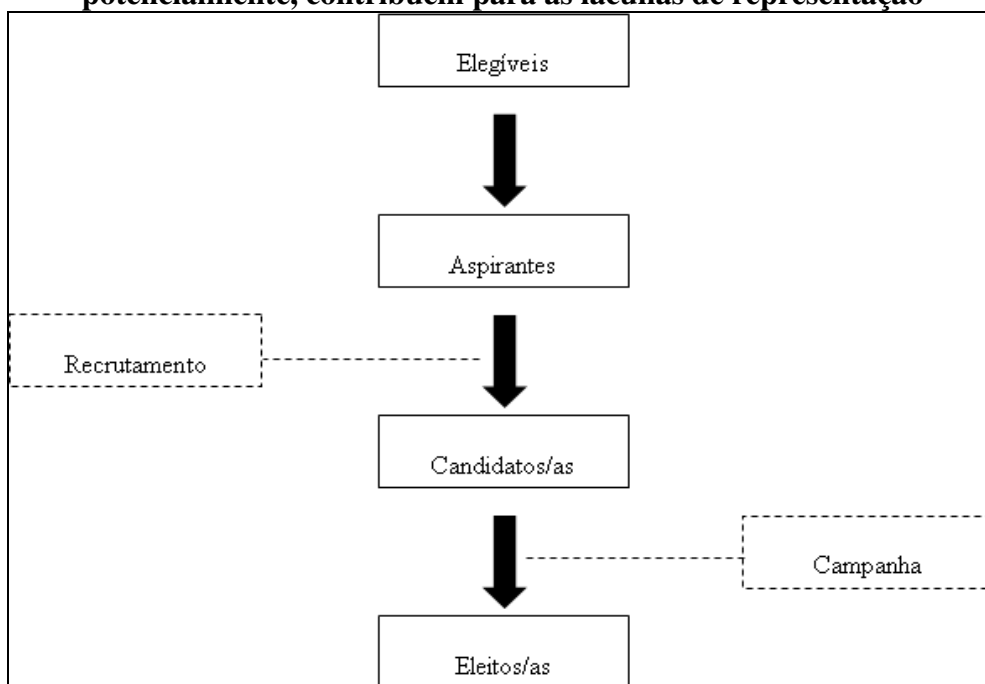 potencialmente, contribuem para as lacunas de representação
Elegíveis
Aspirantes
Recrutamento
Candidatos/as
Campanha
Eleitos/as